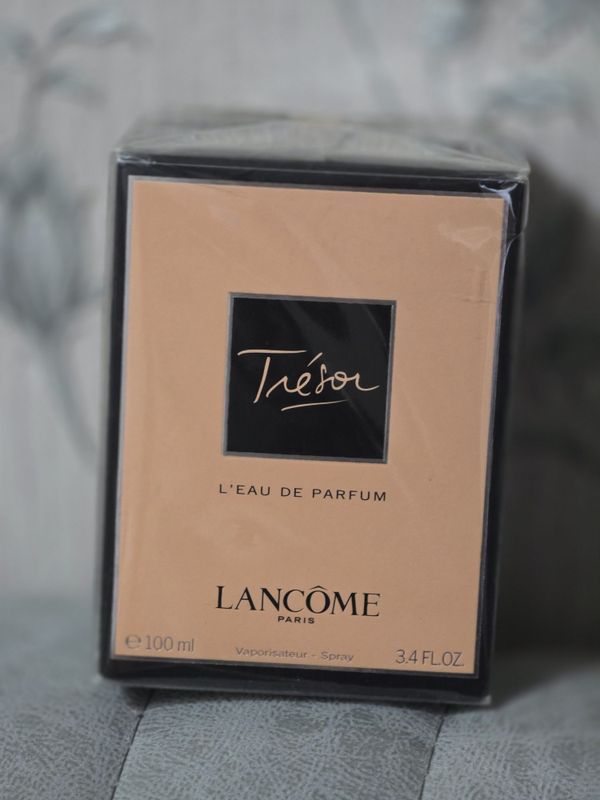 Trésor
L'EAU DE PARFUM
LANCÔME
PARIS
℮ 100 ml
Vaporisateur - Spray
3.4 FL.OZ.